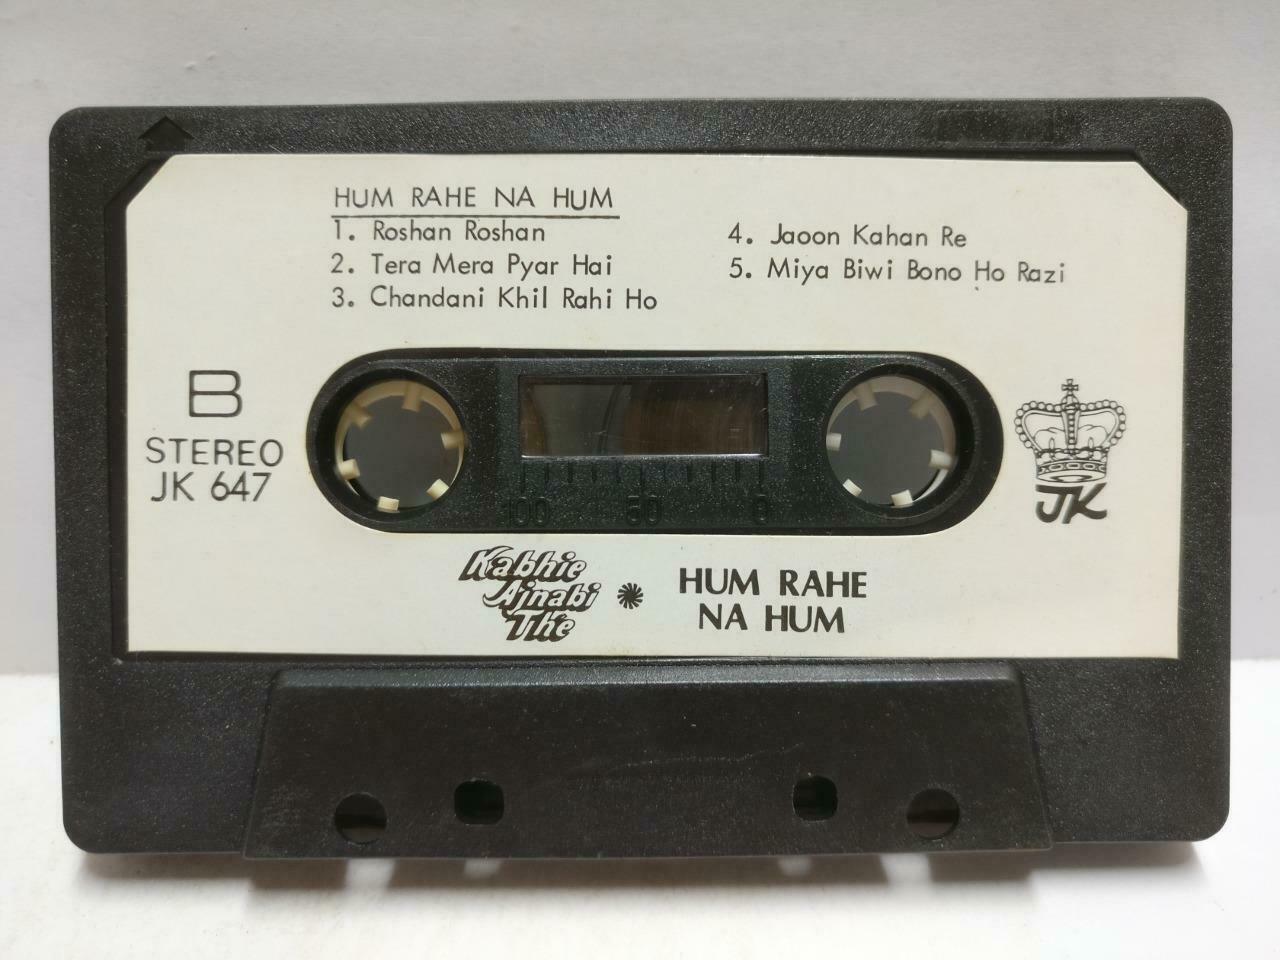 HUM RAHE NA HUM
1. Roshan Roshan
2. Tera Mera Pyar Hai
3. Chandani Khil Rahi Ho
4. Jaoon Kahan Re
5. Miya Biwi Bono Ho Razi
B
STEREO
JK 647
100 50 0
JK
Kabhie
Ajnabi
The
HUM RAHE
NA HUM